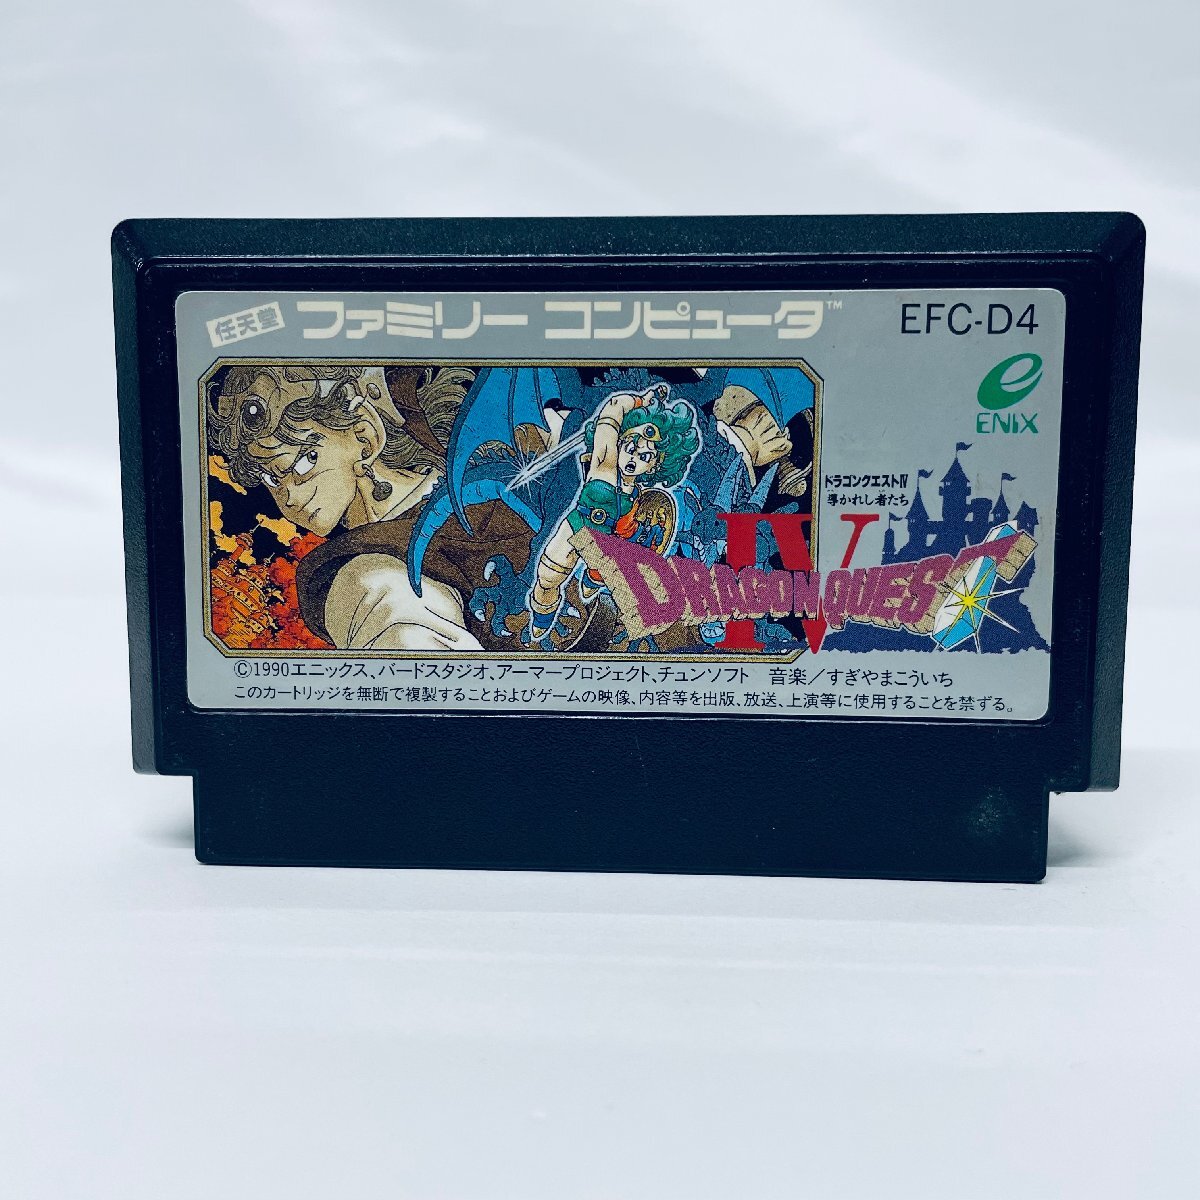 任天堂 ファミリー コンピュータ™
EFC-D4
e
ENIX
ドラゴンクエストIV
導かれし者たち
IV
DRAGON QUEST
©1990エニックス、バードスタジオ、アーマープロジェクト、チュンソフト 音楽/すぎやまこういち
このカートリッジを無断で複製することおよびゲームの映像、内容等を出版、放送、上演等に使用することを禁ずる。